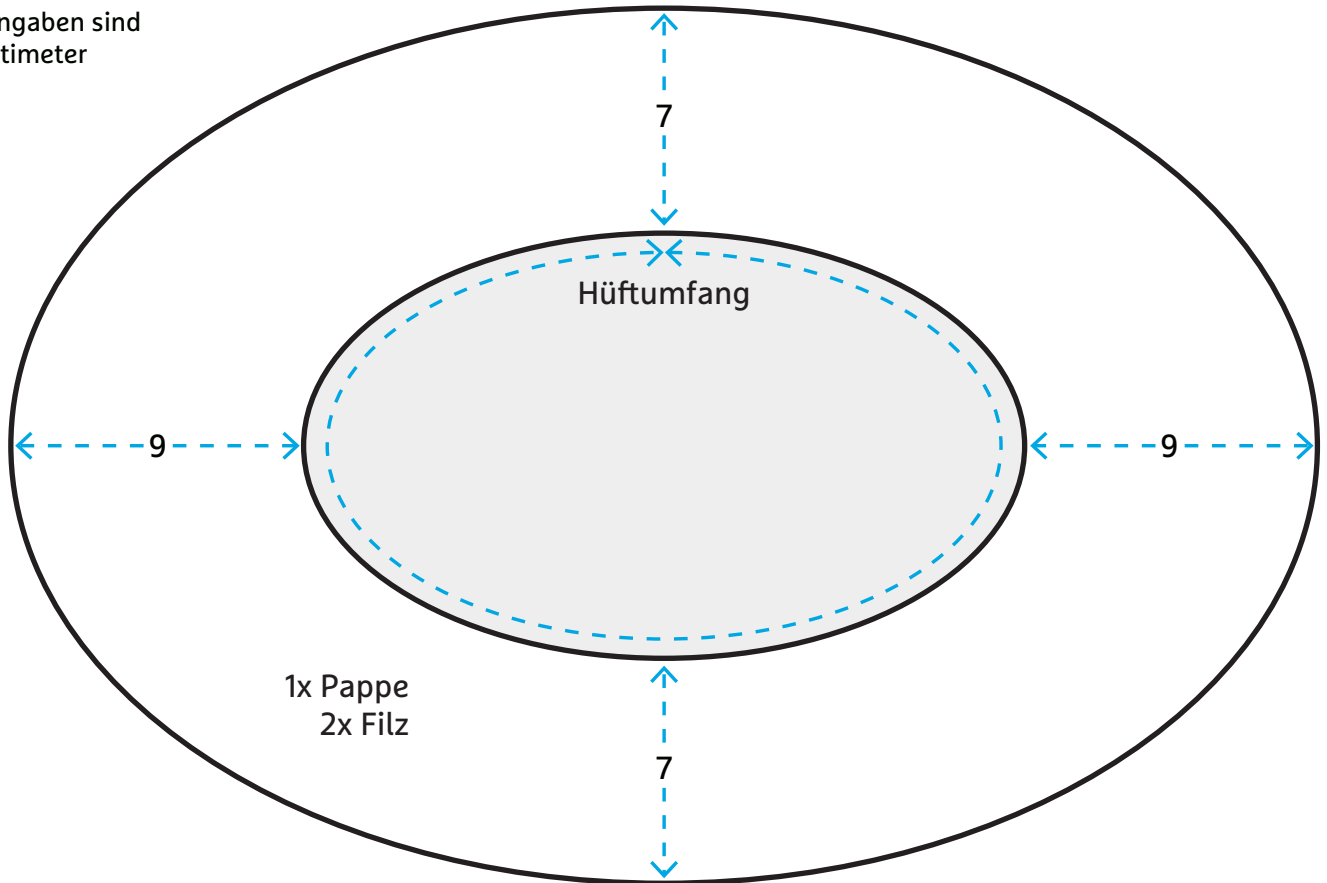 ngaben sind
timeter
7
Hüftumfang
9
9
1x Pappe
2x Filz
7